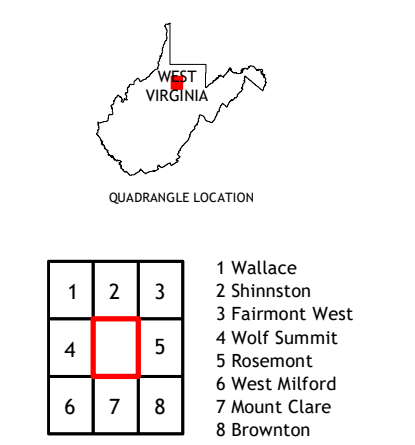 WEST
VIRGINIA
QUADRANGLE LOCATION
1 2 3
4 5
6 7 8
1 Wallace
2 Shinnston
3 Fairmont West
4 Wolf Summit
5 Rosemont
6 West Milford
7 Mount Clare
8 Brownton